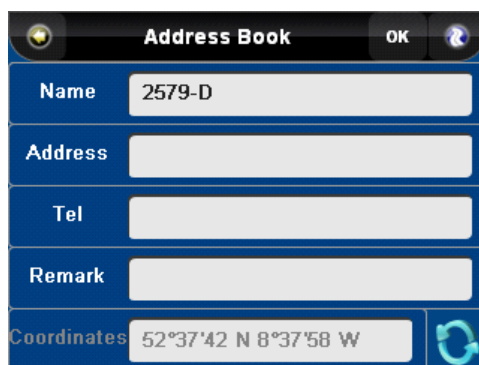 Address Book OK
Name 2579-D
Address
Tel
Remark
Coordinates 52°37'42 N 8°37'58 W